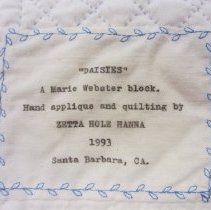 "DAISIES"
A Marie Webster block.
Hand applique and quilting by
ZETTA HOLE HANNA
1993
Santa Barbara, CA.